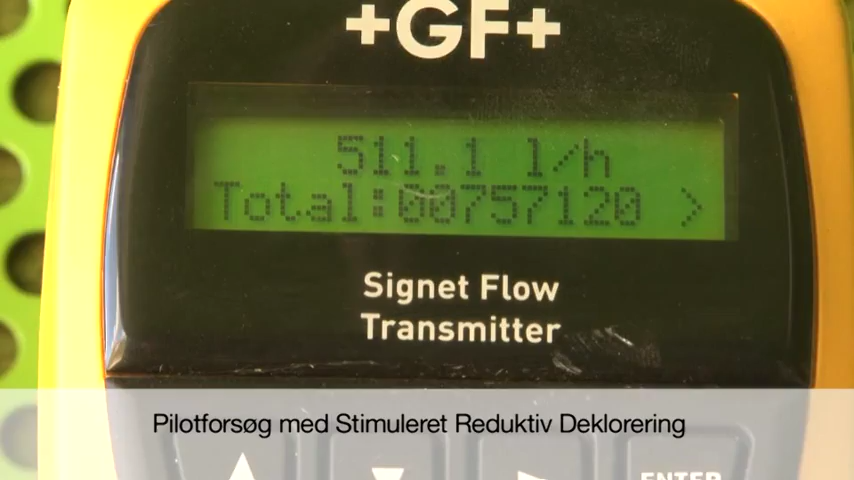 +GF+
511.1 l/h
Total:00757120 >
Signet Flow
Transmitter
Pilotforsøg med Stimuleret Reduktiv Deklorering
ENTER